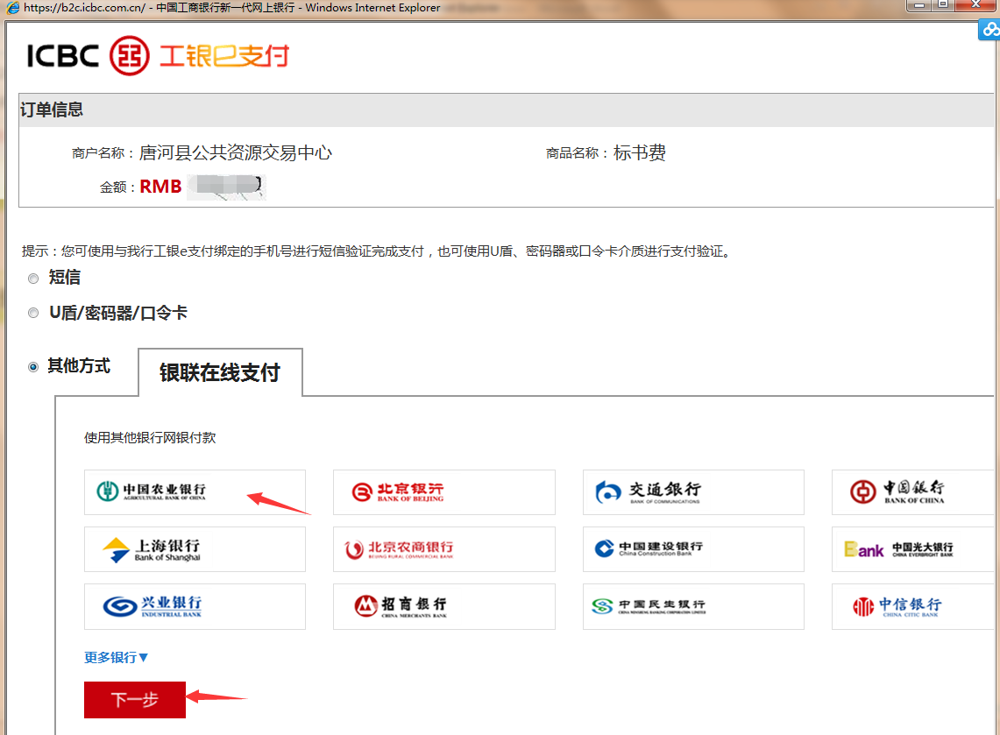 https://b2c.icbc.com.cn/ - 中国工商银行新一代网上银行 - Windows Internet Explorer
ICBC 工银e支付
订单信息
商户名称：唐河县公共资源交易中心 商品名称：标书费
金额：RMB
提示：您可使用与我行工银e支付绑定的手机号进行短信验证完成支付，也可使用U盾、密码器或口令卡介质进行支付验证。
短信
U盾/密码器/口令卡
其他方式 银联在线支付
使用其他银行网银付款
中国农业银行 北京银行 交通银行 中国银行
AGRICULTURAL BANK OF CHINA BANK OF BEIJING BANK OF COMMUNICATIONS BANK OF CHINA
上海银行 北京农商银行 中国建设银行 Bank 中国光大银行
Bank of Shanghai BEIJING RURAL COMMERCIAL BANK China Construction Bank CHINA EVERBRIGHT BANK
兴业银行 招商银行 中国民生银行 中信银行
INDUSTRIAL BANK CHINA MERCHANTS BANK CHINA MINSHENG BANKING CORPORATION LIMITED CHINA CITIC BANK
更多银行▼
下一步